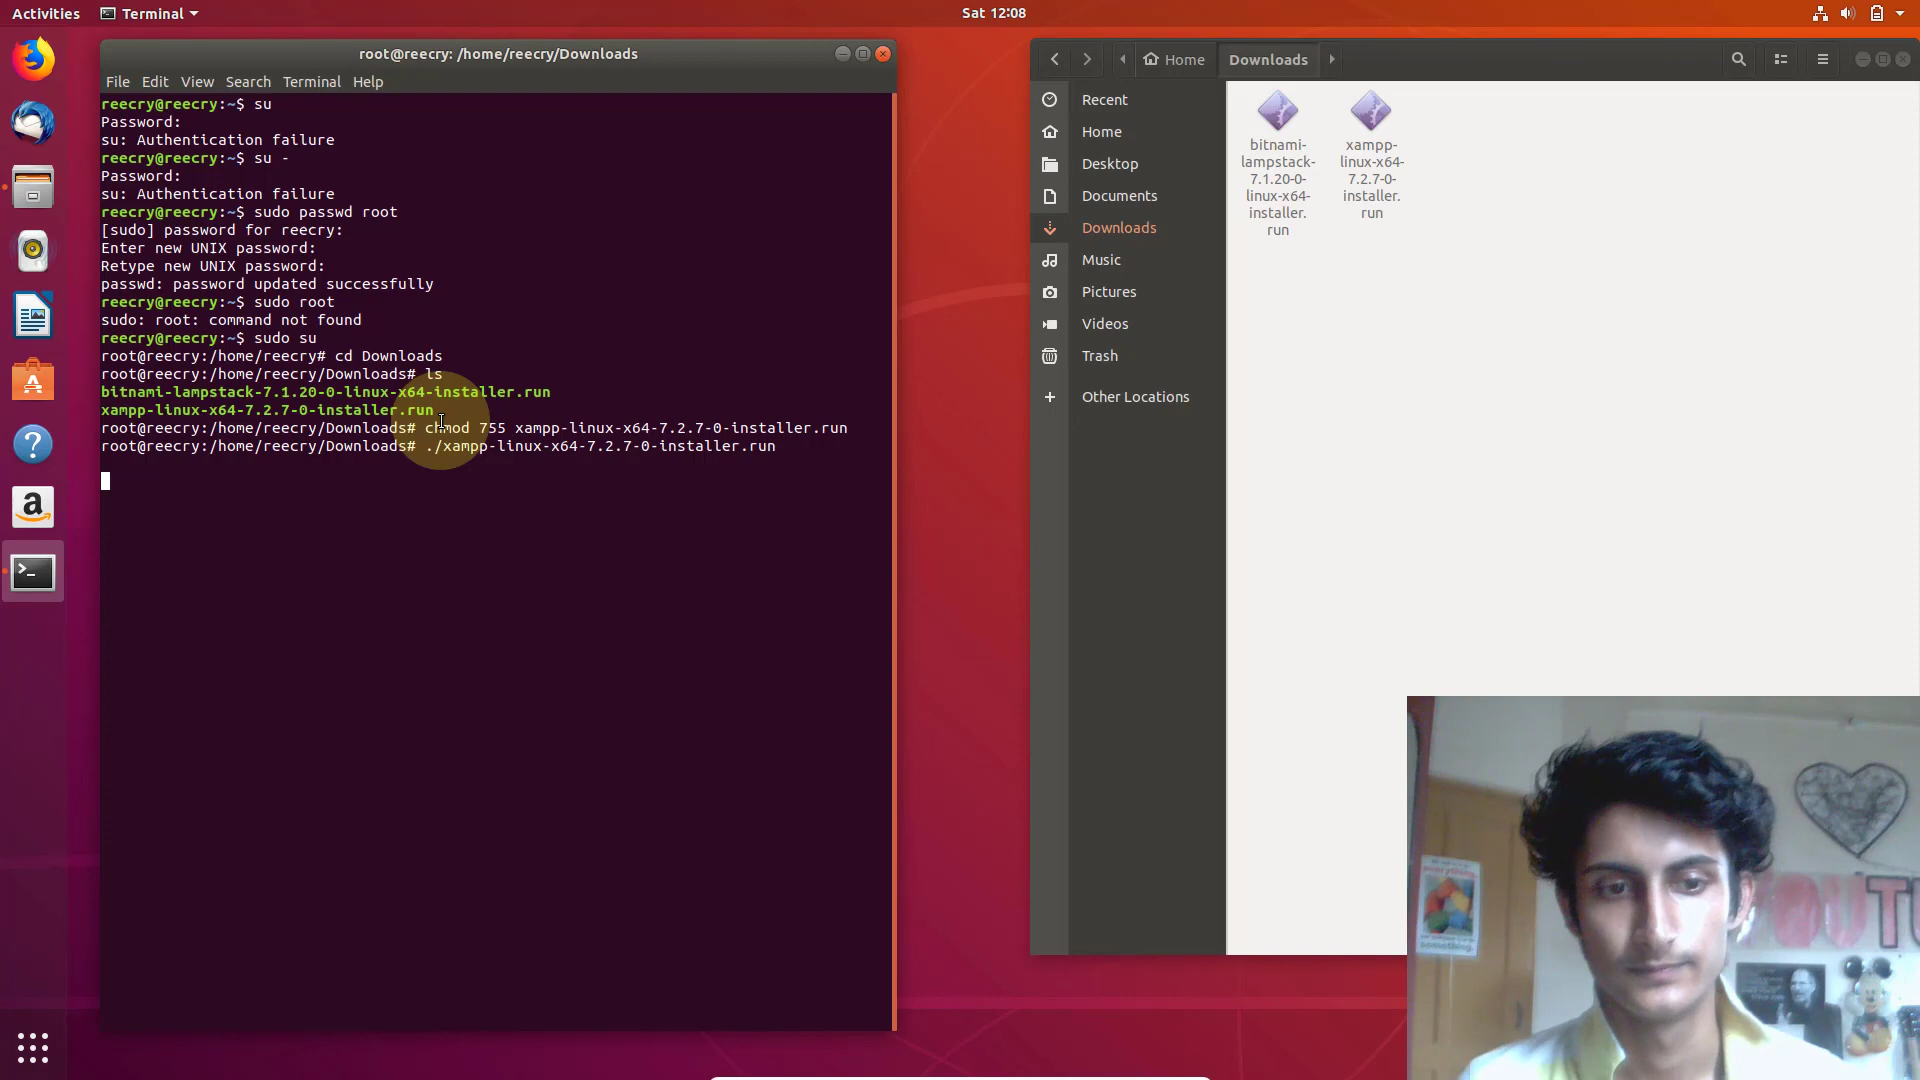 Activities
Terminal
Sat 12:08
root@reecry: /home/reecry/Downloads
File Edit View Search Terminal Help
reecry@reecry:~$ su
Password:
su: Authentication failure
reecry@reecry:~$ su -
Password:
su: Authentication failure
reecry@reecry:~$ sudo passwd root
[sudo] password for reecry:
Enter new UNIX password:
Retype new UNIX password:
passwd: password updated successfully
reecry@reecry:~$ sudo root
sudo: root: command not found
reecry@reecry:~$ sudo su
root@reecry:/home/reecry# cd Downloads
root@reecry:/home/reecry/Downloads# ls
bitnami-lampstack-7.1.20-0-linux-x64-installer.run
xampp-linux-x64-7.2.7-0-installer.run
root@reecry:/home/reecry/Downloads# chmod 755 xampp-linux-x64-7.2.7-0-installer.run
root@reecry:/home/reecry/Downloads# ./xampp-linux-x64-7.2.7-0-installer.run
Home
Downloads
Recent
Home
Desktop
Documents
Downloads
Music
Pictures
Videos
Trash
Other Locations
bitnami-
lampstack-
7.1.20-0-
linux-x64-
installer.
run
xampp-
linux-x64-
7.2.7-0-
installer.
run
something.